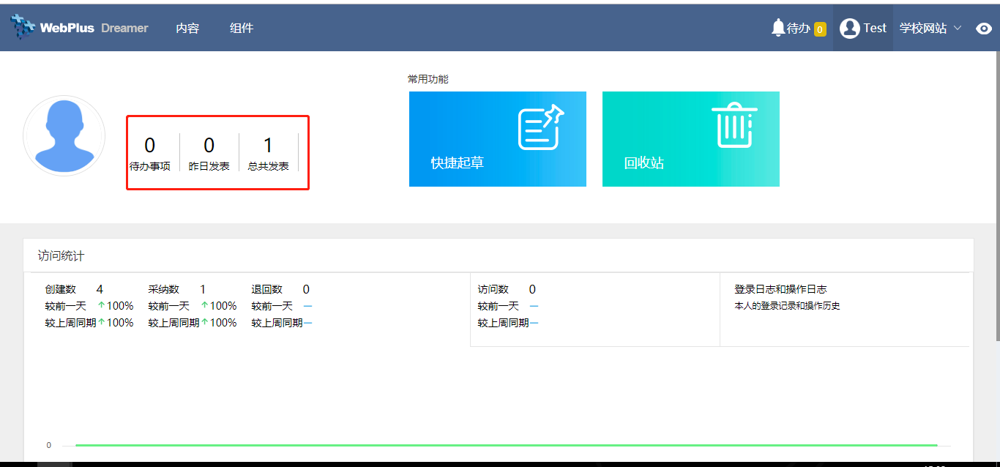 WebPlus Dreamer 内容 组件 待办 0 Test 学校网站
常用功能
快捷起草 回收站
0 0 1
待办事项 昨日发表 总共发表
访问统计
创建数 4 采纳数 1 退回数 0 访问数 0 登录日志和操作日志
较前一天 ↑100% 较前一天 ↑100% 较前一天 — 较前一天 — 本人的登录记录和操作历史
较上周同期↑100% 较上周同期↑100% 较上周同期— 较上周同期—
0